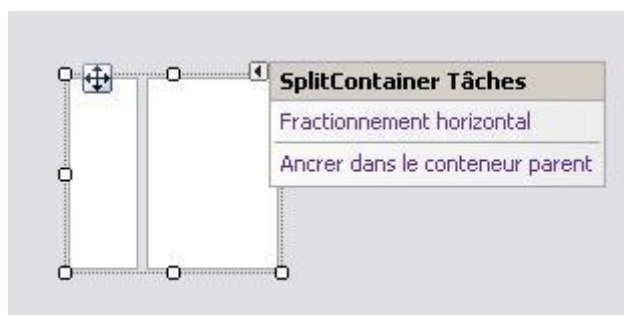 SplitContainer Tâches
Fractionnement horizontal
Ancrer dans le conteneur parent